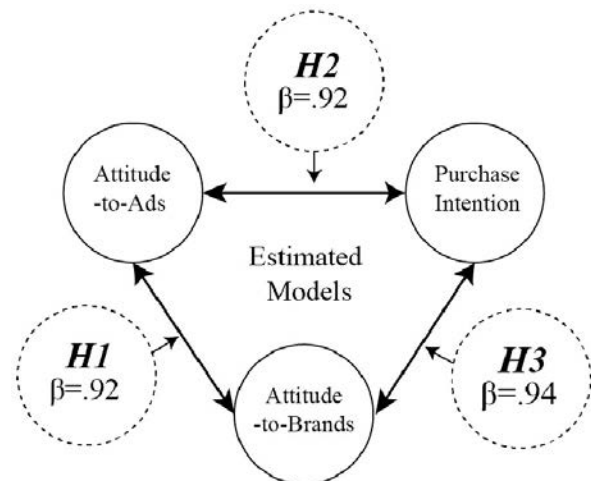 H2
β=.92
Attitude
-to-Ads
Purchase
Intention
Estimated
Models
H1
β=.92
Attitude
-to-Brands
H3
β=.94